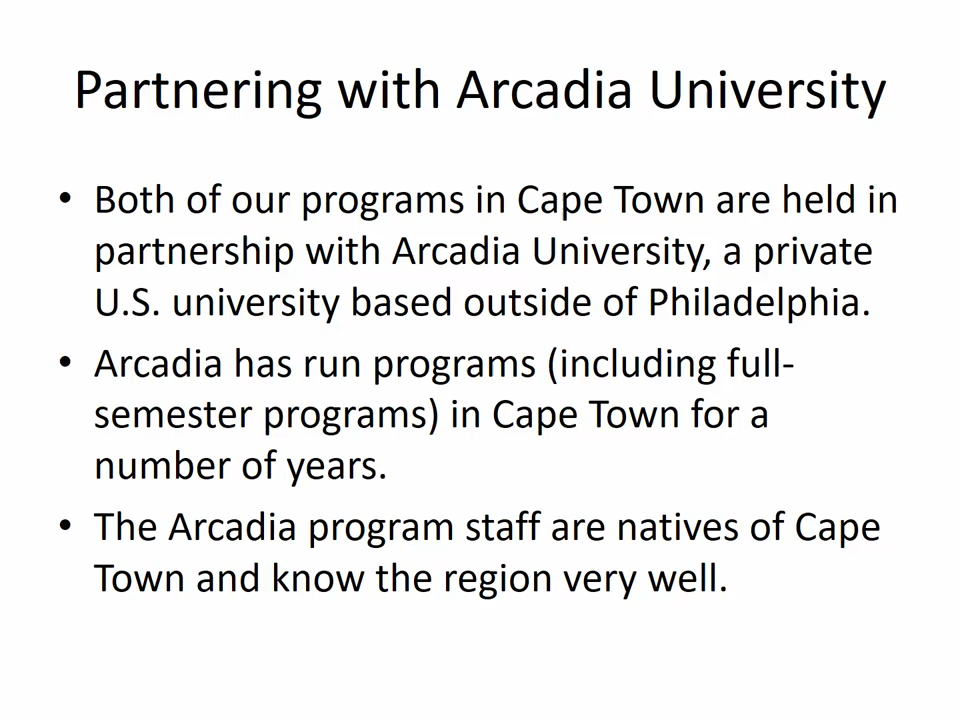 Partnering with Arcadia University
• Both of our programs in Cape Town are held in
partnership with Arcadia University, a private
U.S. university based outside of Philadelphia.
• Arcadia has run programs (including full-
semester programs) in Cape Town for a
number of years.
• The Arcadia program staff are natives of Cape
Town and know the region very well.